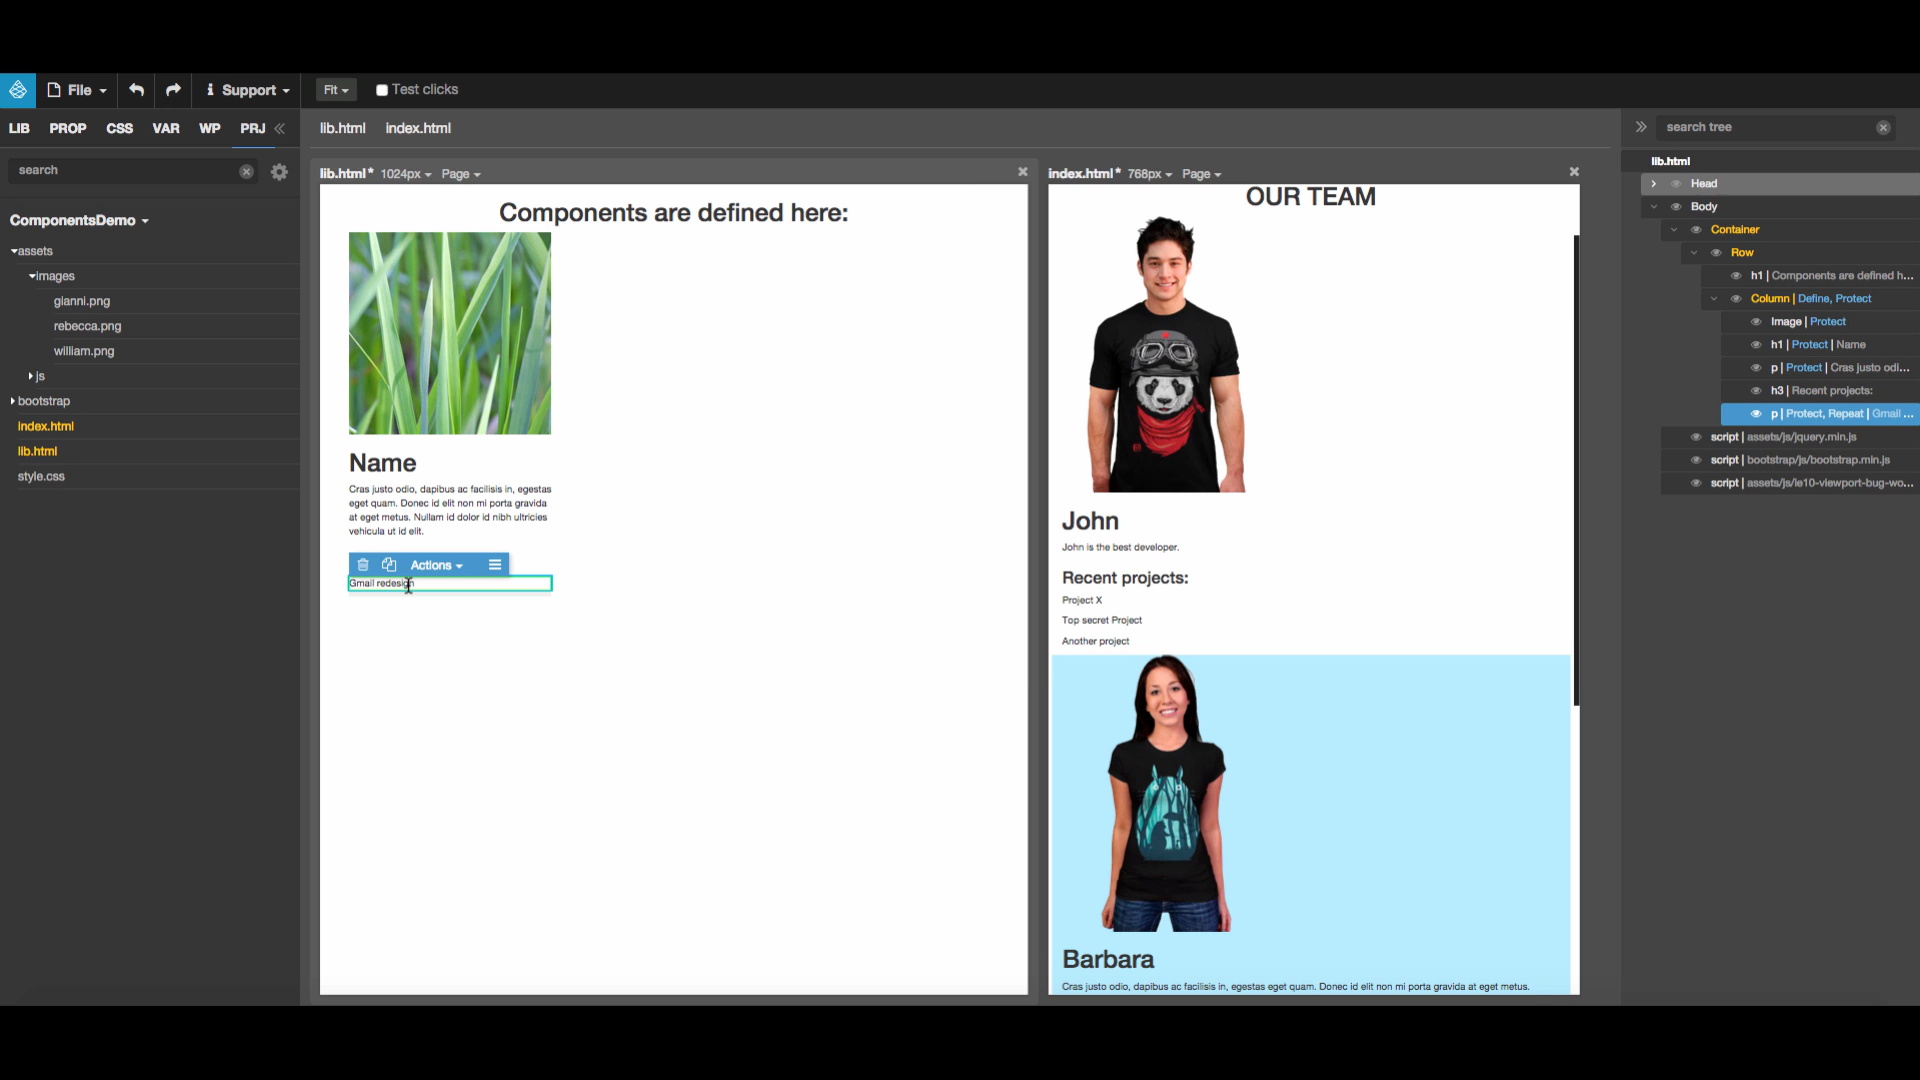 File
Support
Fit
Test clicks
LIB PROP CSS VAR WP PRJ
lib.html index.html
search tree
search
lib.html* 1024px Page
index.html* 768px Page
ComponentsDemo
assets
images
gianni.png
rebecca.png
william.png
js
bootstrap
index.html
lib.html
style.css
Components are defined here:
Name
Cras justo odio, dapibus ac facilisis in, egestas
eget quam. Donec id elit non mi porta gravida
at eget metus. Nullam id dolor id nibh ultricies
vehicula ut id elit.
Actions
Gmail redesign
OUR TEAM
John
John is the best developer.
Recent projects:
Project X
Top secret Project
Another project
Barbara
Cras justo odio, dapibus ac facilisis in, egestas eget quam. Donec id elit non mi porta gravida at eget metus.
lib.html
Head
Body
Container
Row
h1 | Components are defined h...
Column | Define, Protect
Image | Protect
h1 | Protect | Name
p | Protect | Cras justo odi...
h3 | Recent projects:
p | Protect, Repeat | Gmail ...
script | assets/js/jquery.min.js
script | bootstrap/js/bootstrap.min.js
script | assets/js/ie10-viewport-bug-wo...